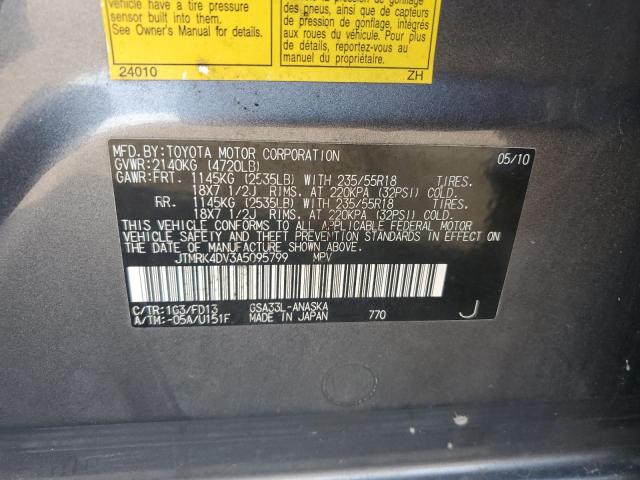 vehicle have a tire pressure
sensor built into them.
See Owner's Manual for details.
24010
la pression de gonflage
des pneus, ainsi que de capteurs
de pression de gonflage, intégrés
aux roues du véhicule. Pour plus
de détails, reportez-vous au
manuel du propriétaire.
ZH
MFD.BY:TOYOTA MOTOR CORPORATION 05/10
GVWR:2140KG (4720LB)
GAWR:FRT. 1145KG (2535LB) WITH 235/55R18 TIRES.
18X7 1/2J RIMS. AT 220KPA (32PSI) COLD.
RR. 1145KG (2535LB) WITH 235/55R18 TIRES.
18X7 1/2J RIMS. AT 220KPA (32PSI) COLD.
THIS VEHICLE CONFORMS TO ALL APPLICABLE FEDERAL MOTOR
VEHICLE SAFETY AND THEFT PREVENTION STANDARDS IN EFFECT ON
THE DATE OF MANUFACTURE SHOWN ABOVE.
JTMRK4DV3A5095799 MPV
C/TR:1G3/FD13 GSA33L-ANASKA
A/TM:-05A/U151F MADE IN JAPAN 770
J